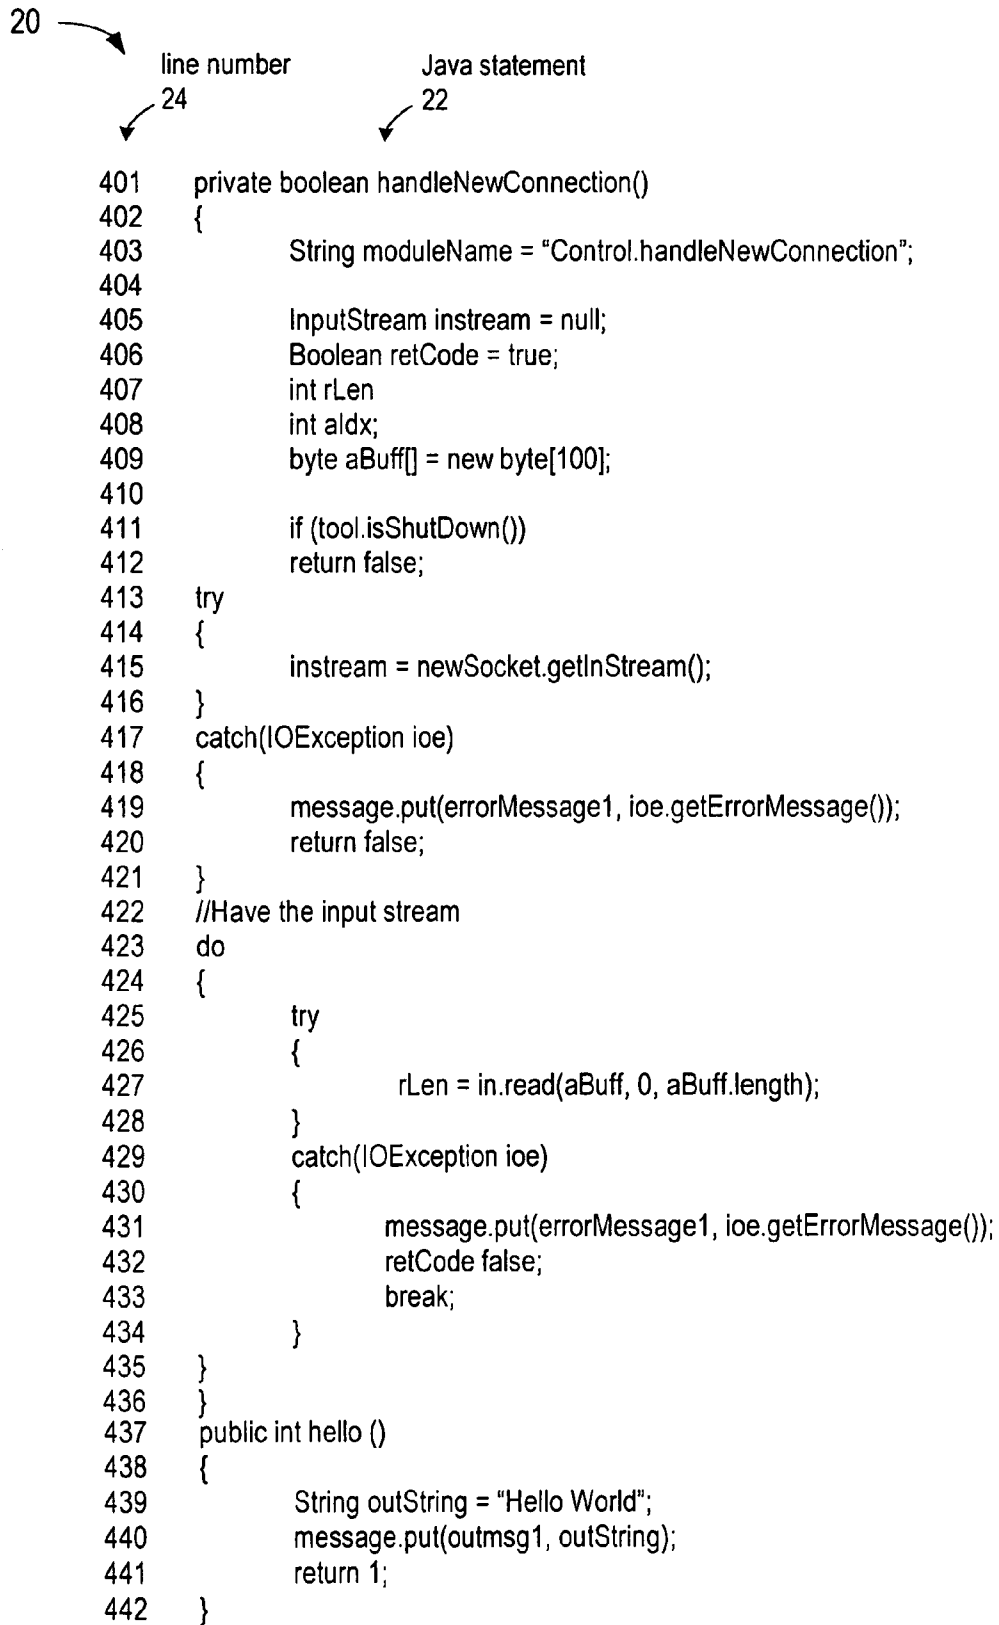 20
line number Java statement
24 22
401 private boolean handleNewConnection()
402 {
403 String moduleName = “Control.handleNewConnection”;
404
405 InputStream instream = null;
406 Boolean retCode = true;
407 int rLen
408 int aIdx;
409 byte aBuff[] = new byte[100];
410
411 if (tool.isShutDown())
412 return false;
413 try
414 {
415 instream = newSocket.getInStream();
416 }
417 catch(IOException ioe)
418 {
419 message.put(errorMessage1, ioe.getErrorMessage());
420 return false;
421 }
422 //Have the input stream
423 do
424 {
425 try
426 {
427 rLen = in.read(aBuff, 0, aBuff.length);
428 }
429 catch(IOException ioe)
430 {
431 message.put(errorMessage1, ioe.getErrorMessage());
432 retCode false;
433 break;
434 }
435 }
436 }
437 public int hello ()
438 {
439 String outString = “Hello World”;
440 message.put(outmsg1, outString);
441 return 1;
442 }